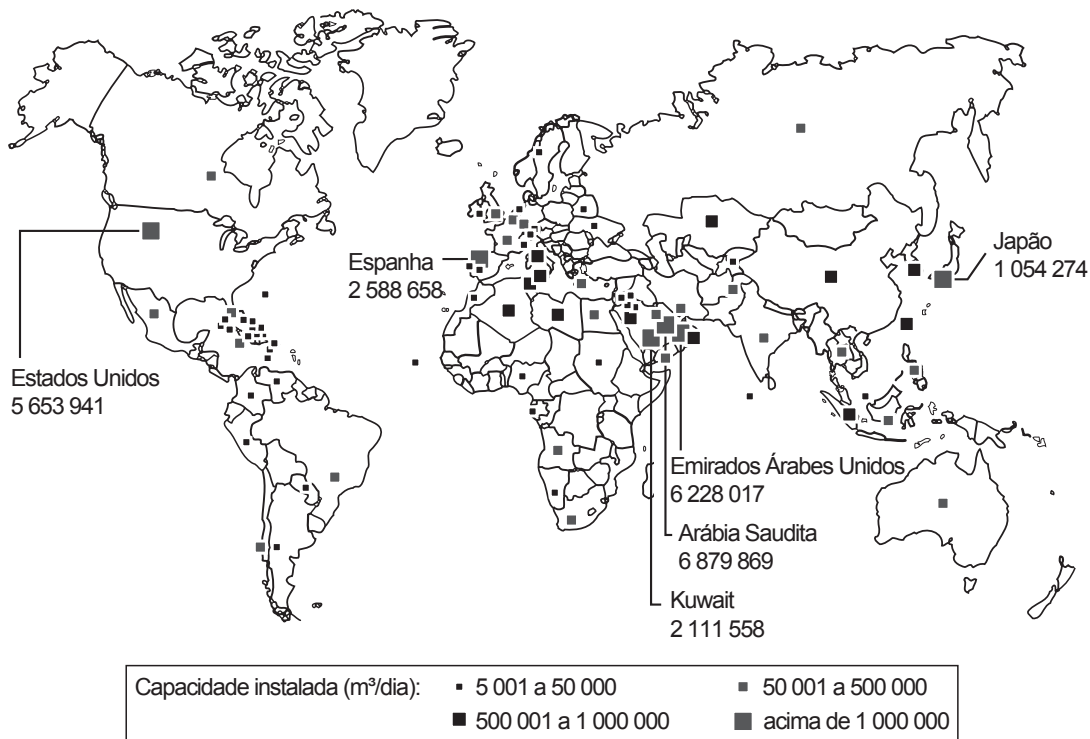 Japão
1 054 274
Espanha
2 588 658
Estados Unidos
5 653 941
Emirados Árabes Unidos
6 228 017
Arábia Saudita
6 879 869
Kuwait
2 111 558
Capacidade instalada (m³/dia): 5 001 a 50 000 50 001 a 500 000
500 001 a 1 000 000 acima de 1 000 000